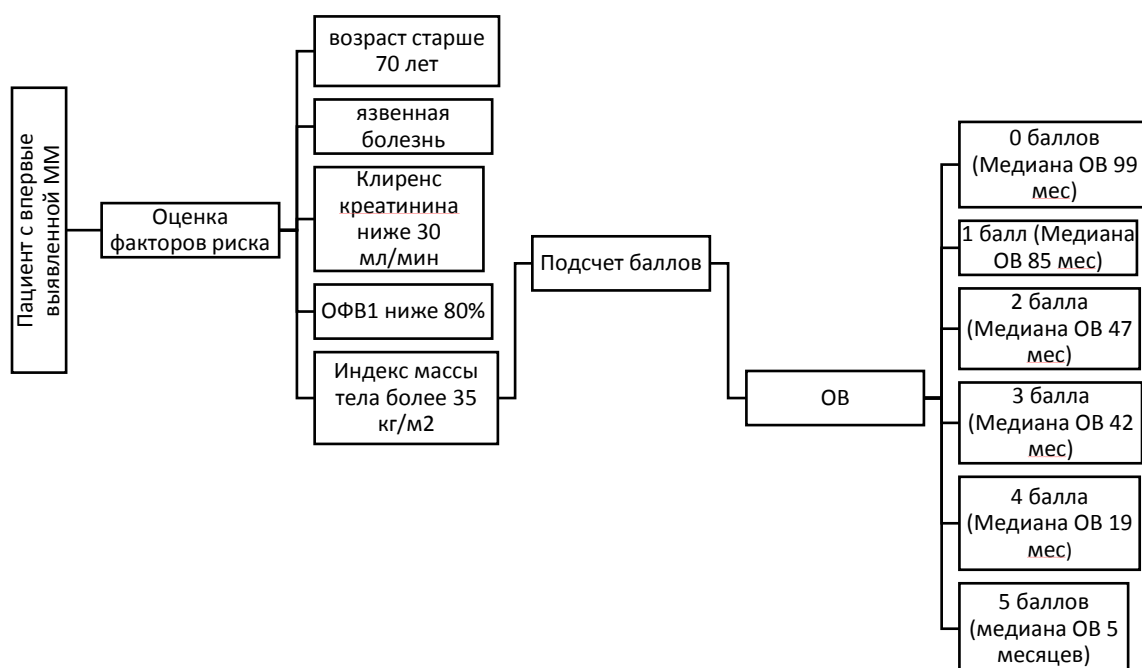 Пациент с впервые
выявленной ММ
Оценка
факторов риска
возраст старше
70 лет
язвенная
болезнь
Клиренс
креатинина
ниже 30
мл/мин
ОФВ1 ниже 80%
Индекс массы
тела более 35
кг/м2
Подсчет баллов
ОВ
0 баллов
(Медиана ОВ 99
мес)
1 балл (Медиана
ОВ 85 мес)
2 балла
(Медиана ОВ 47
мес)
3 балла
(Медиана ОВ 42
мес)
4 балла
(Медиана ОВ 19
мес)
5 баллов
(медиана ОВ 5
месяцев)